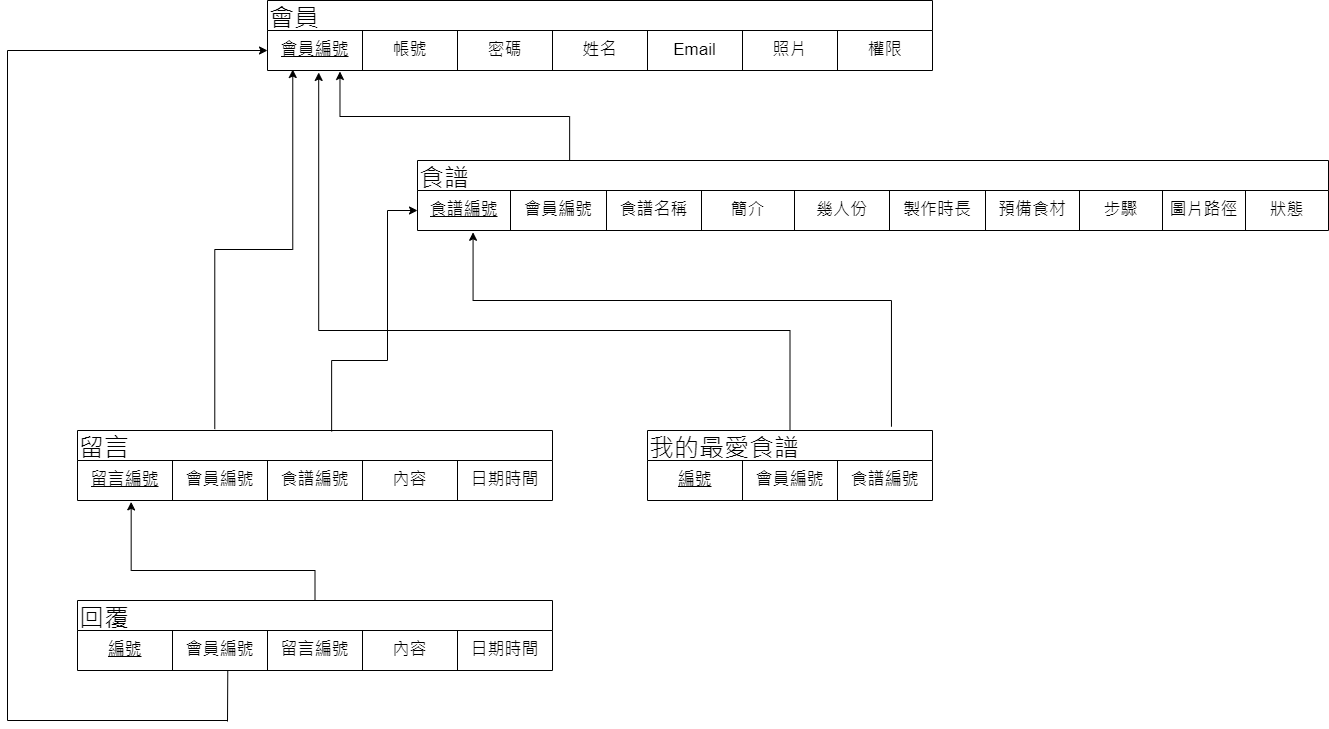 會員
會員編號 帳號 密碼 姓名 Email 照片 權限
食譜
食譜編號 會員編號 食譜名稱 簡介 幾人份 製作時長 預備食材 步驟 圖片路徑 狀態
留言
留言編號 會員編號 食譜編號 內容 日期時間
我的最愛食譜
編號 會員編號 食譜編號
回覆
編號 會員編號 留言編號 內容 日期時間